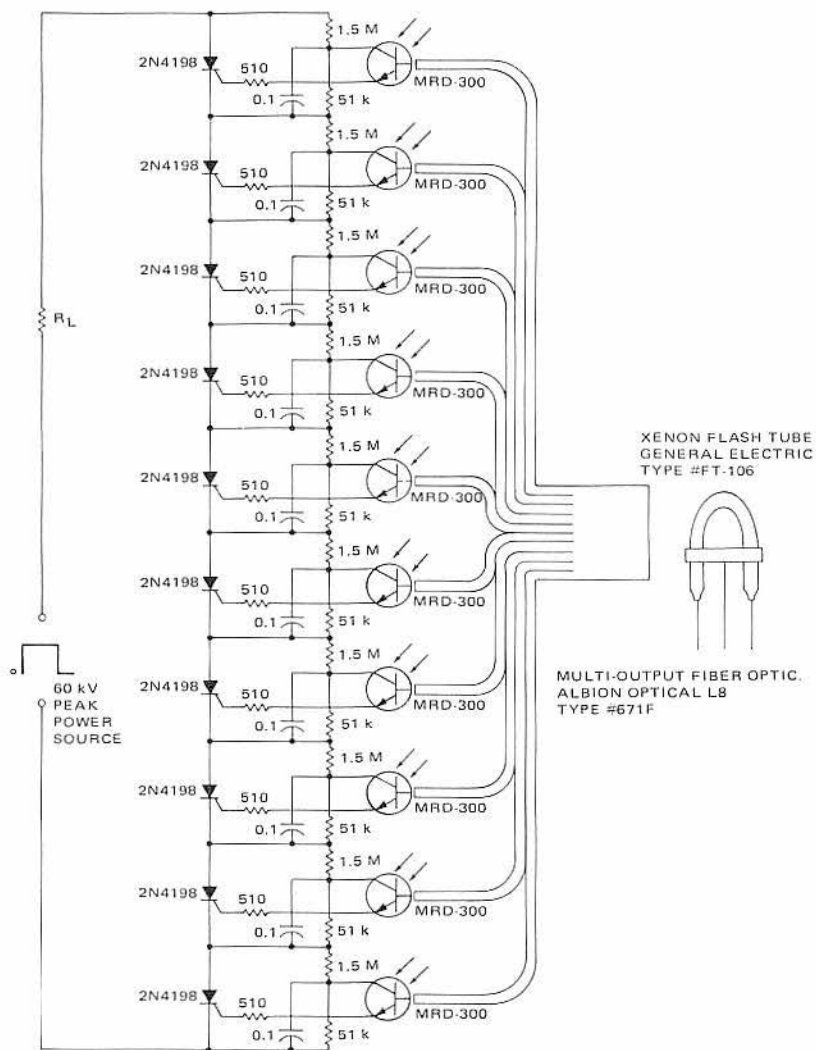 1.5 M
2N4198
510
0.1
51 k
MRD-300
1.5 M
2N4198
510
0.1
51 k
MRD-300
1.5 M
2N4198
510
0.1
51 k
MRD-300
1.5 M
2N4198
510
0.1
51 k
MRD-300
1.5 M
2N4198
510
0.1
51 k
MRD-300
1.5 M
2N4198
510
0.1
51 k
MRD-300
1.5 M
2N4198
510
0.1
51 k
MRD-300
1.5 M
2N4198
510
0.1
51 k
MRD-300
1.5 M
2N4198
510
0.1
51 k
MRD-300
1.5 M
2N4198
510
0.1
51 k
MRD-300
RL
60 kV
PEAK
POWER
SOURCE
XENON FLASH TUBE
GENERAL ELECTRIC
TYPE #FT-106
MULTI-OUTPUT FIBER OPTIC.
ALBION OPTICAL L8
TYPE #671F